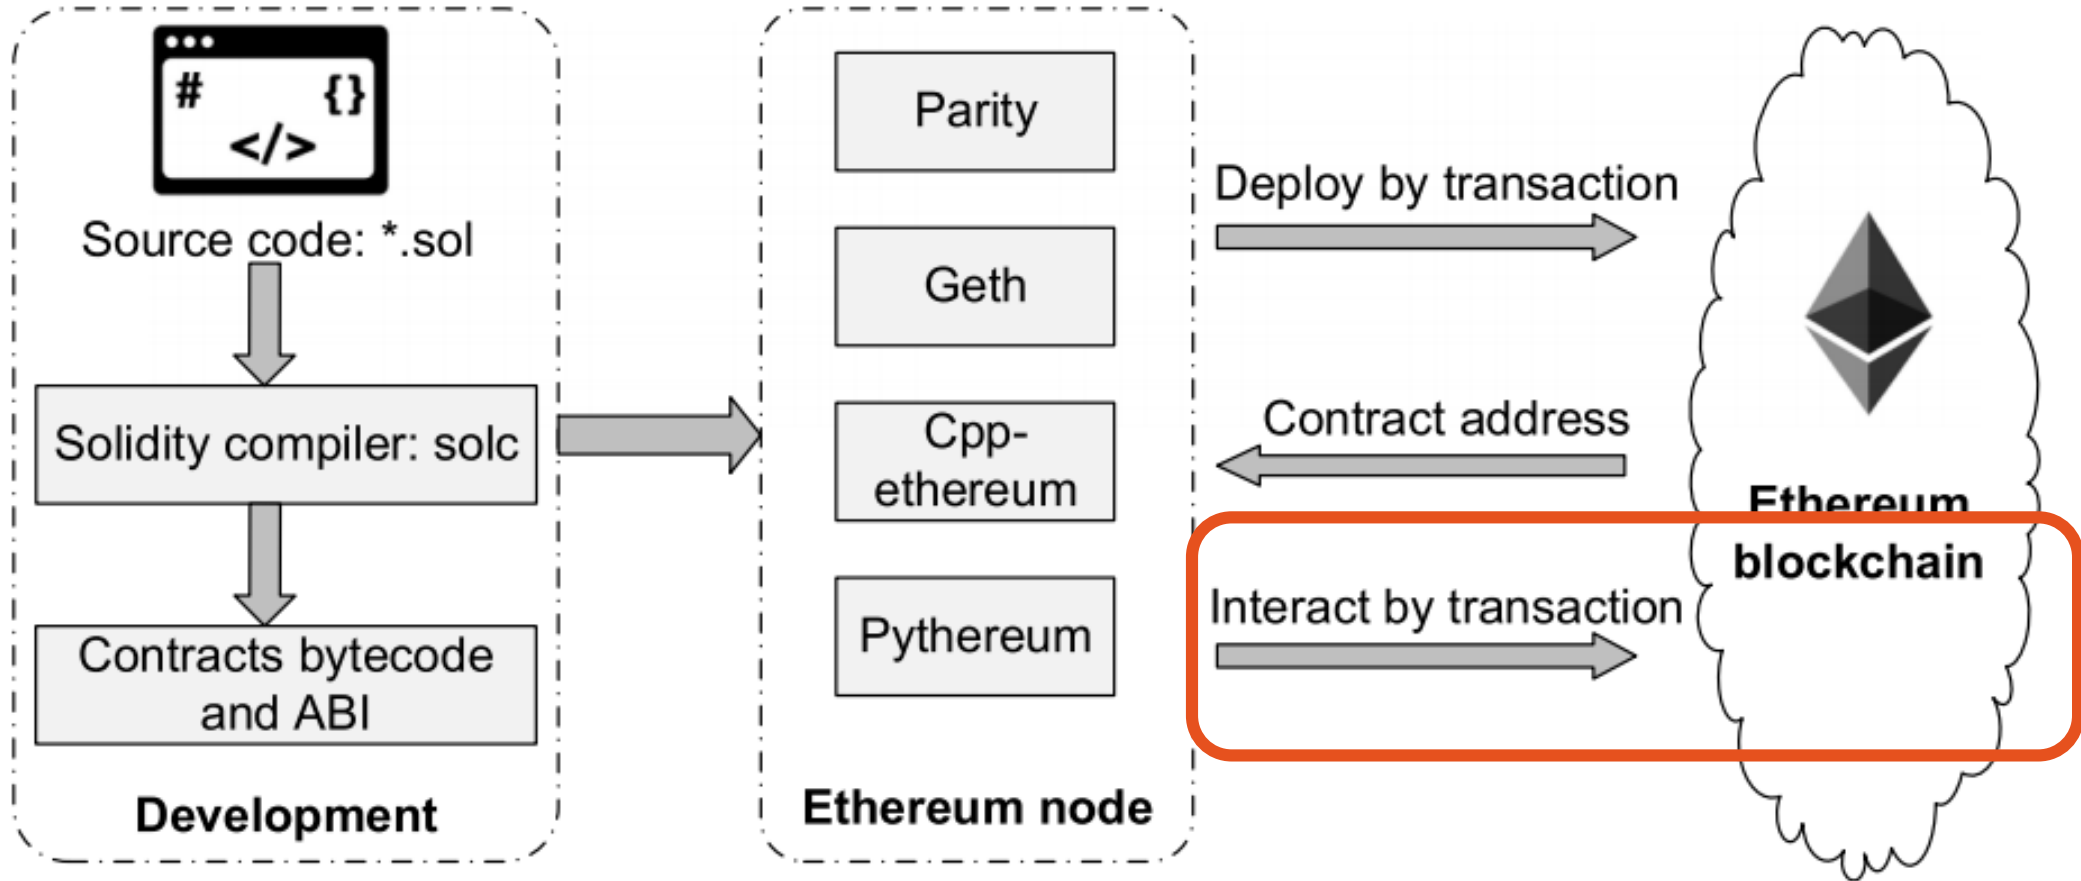 # {}
</>
Source code: *.sol
Solidity compiler: solc
Contracts bytecode
and ABI
Development
Parity
Geth
Cpp-
ethereum
Pythereum
Ethereum node
Deploy by transaction
Contract address
Interact by transaction
Ethereum
blockchain